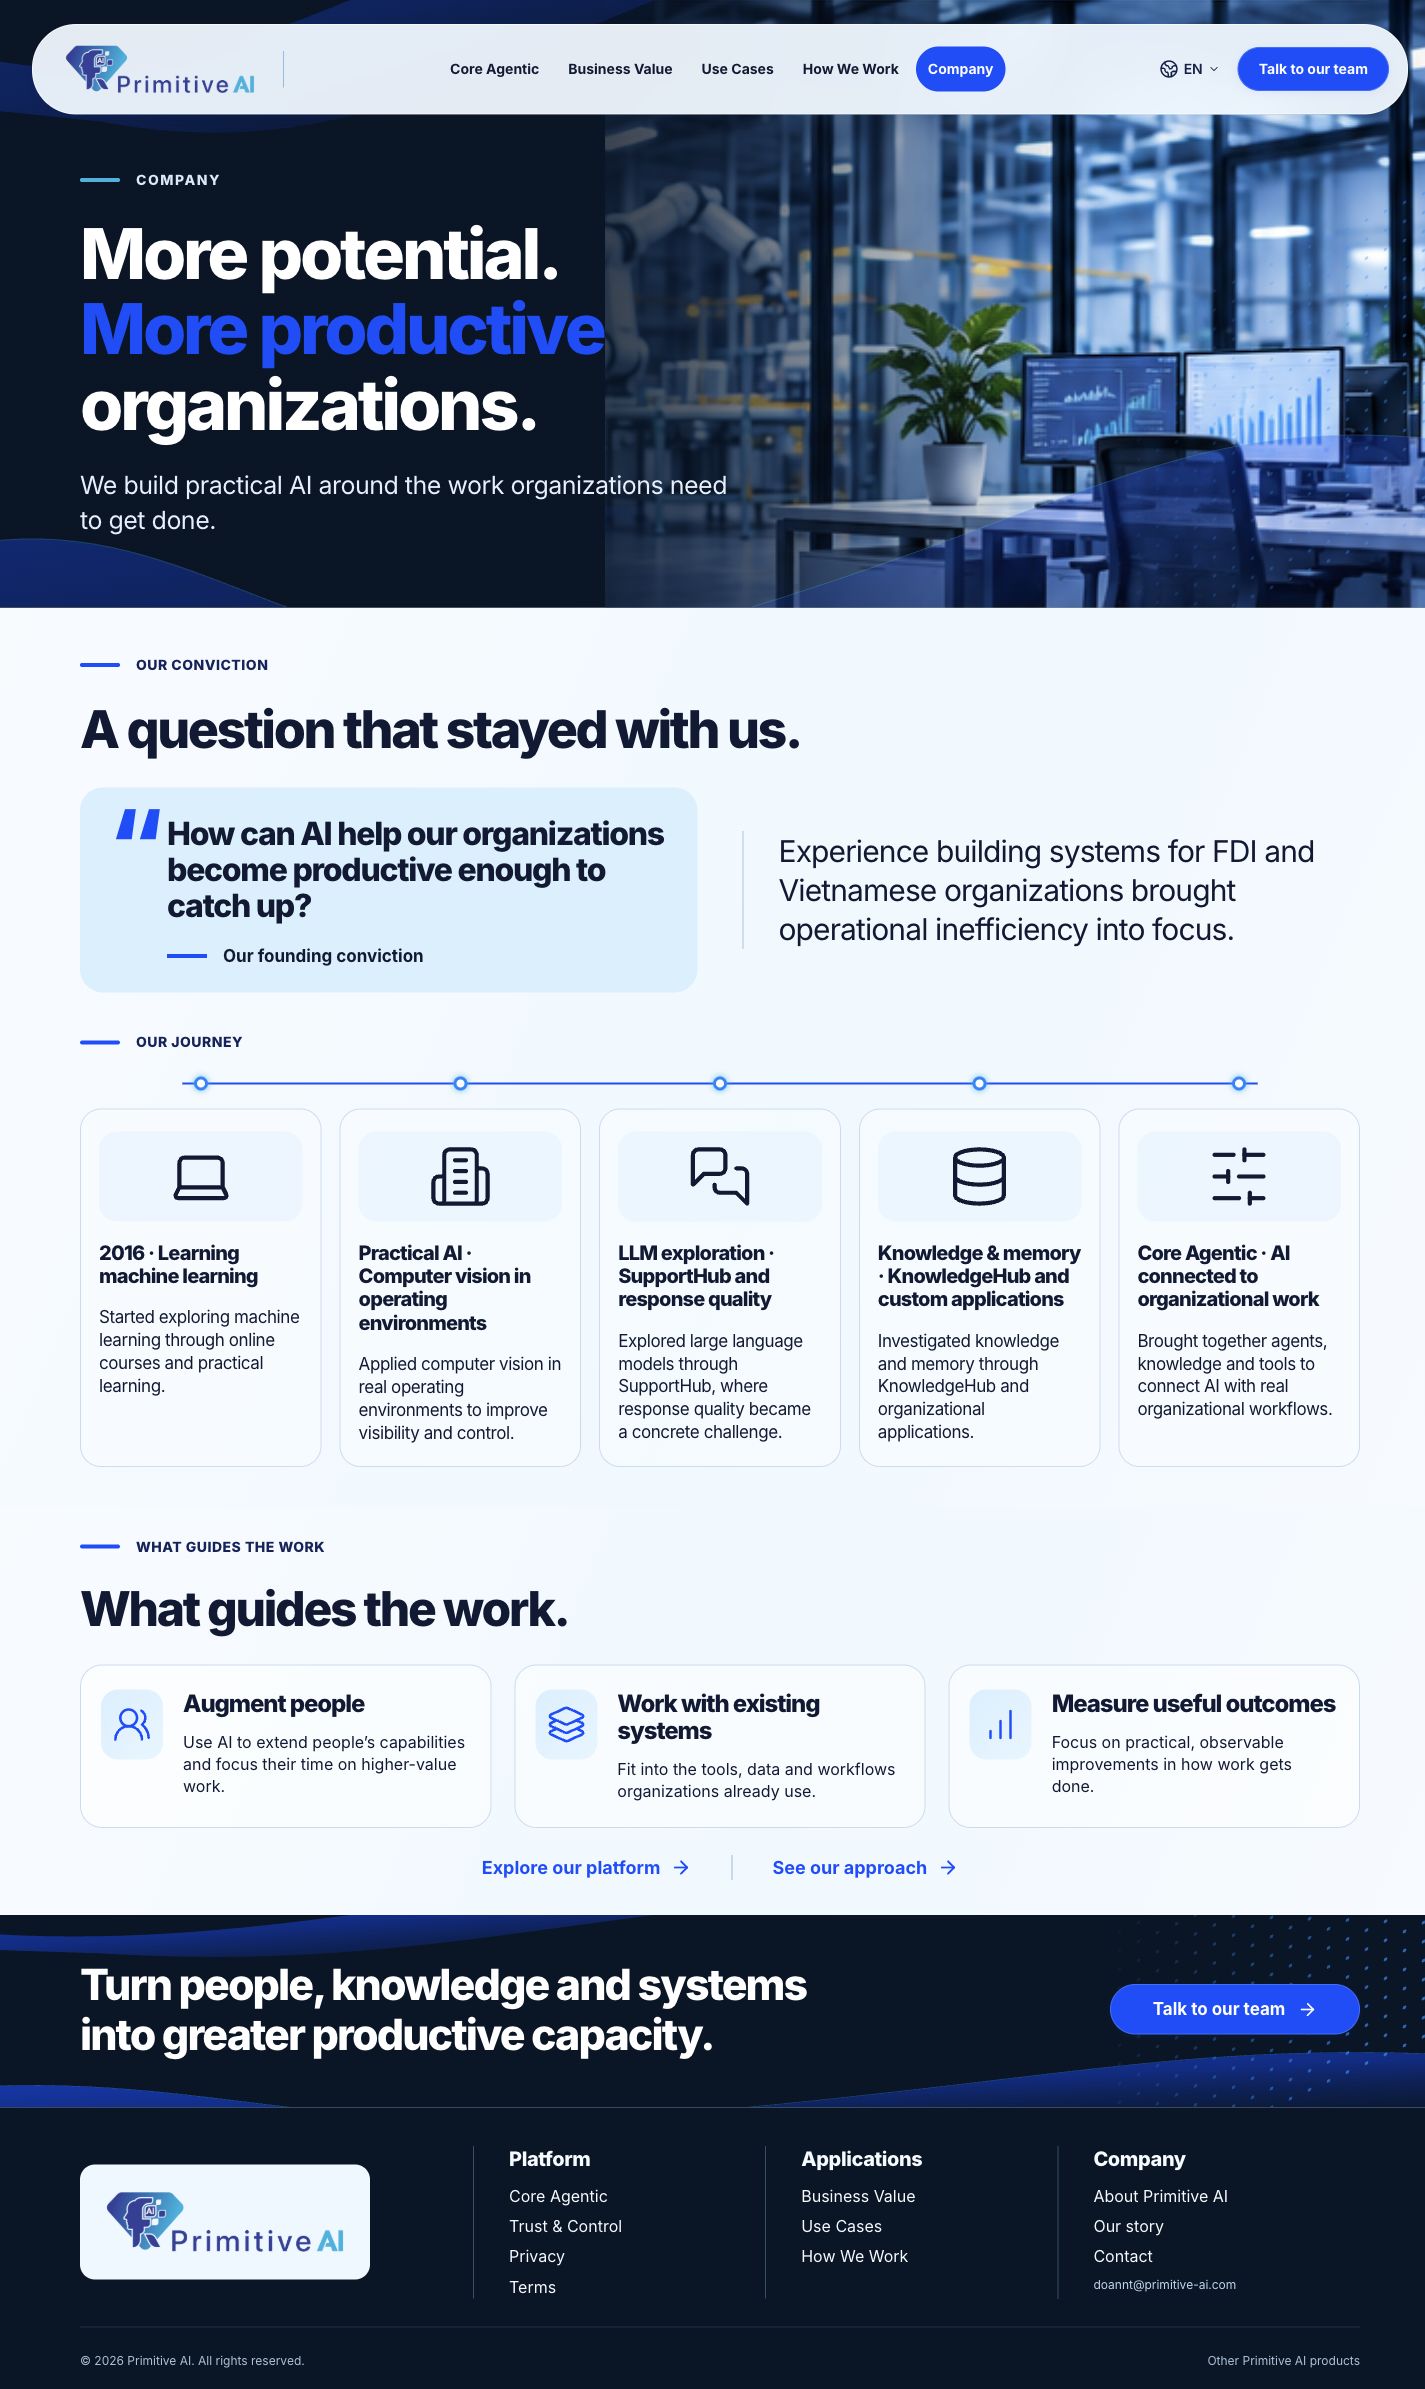 Primitive AI
Core Agentic
Business Value
Use Cases
How We Work
Company
EN
Talk to our team
COMPANY
More potential.
More productive
organizations.
We build practical AI around the work organizations need
to get done.
OUR CONVICTION
A question that stayed with us.
“How can AI help our organizations
become productive enough to
catch up?
Our founding conviction
Experience building systems for FDI and
Vietnamese organizations brought
operational inefficiency into focus.
OUR JOURNEY
2016 · Learning
machine learning
Started exploring machine
learning through online
courses and practical
learning.
Practical AI ·
Computer vision in
operating
environments
Applied computer vision in
real operating
environments to improve
visibility and control.
LLM exploration ·
SupportHub and
response quality
Explored large language
models through
SupportHub, where
response quality became
a concrete challenge.
Knowledge & memory
· KnowledgeHub and
custom applications
Investigated knowledge
and memory through
KnowledgeHub and
organizational
applications.
Core Agentic · AI
connected to
organizational work
Brought together agents,
knowledge and tools to
connect AI with real
organizational workflows.
WHAT GUIDES THE WORK
What guides the work.
Augment people
Use AI to extend people’s capabilities
and focus their time on higher-value
work.
Work with existing
systems
Fit into the tools, data and workflows
organizations already use.
Measure useful outcomes
Focus on practical, observable
improvements in how work gets
done.
Explore our platform →
See our approach →
Turn people, knowledge and systems
into greater productive capacity.
Talk to our team →
AI
Primitive AI
Platform
Core Agentic
Trust & Control
Privacy
Terms
Applications
Business Value
Use Cases
How We Work
Company
About Primitive AI
Our story
Contact
doannt@primitive-ai.com
© 2026 Primitive AI. All rights reserved.
Other Primitive AI products